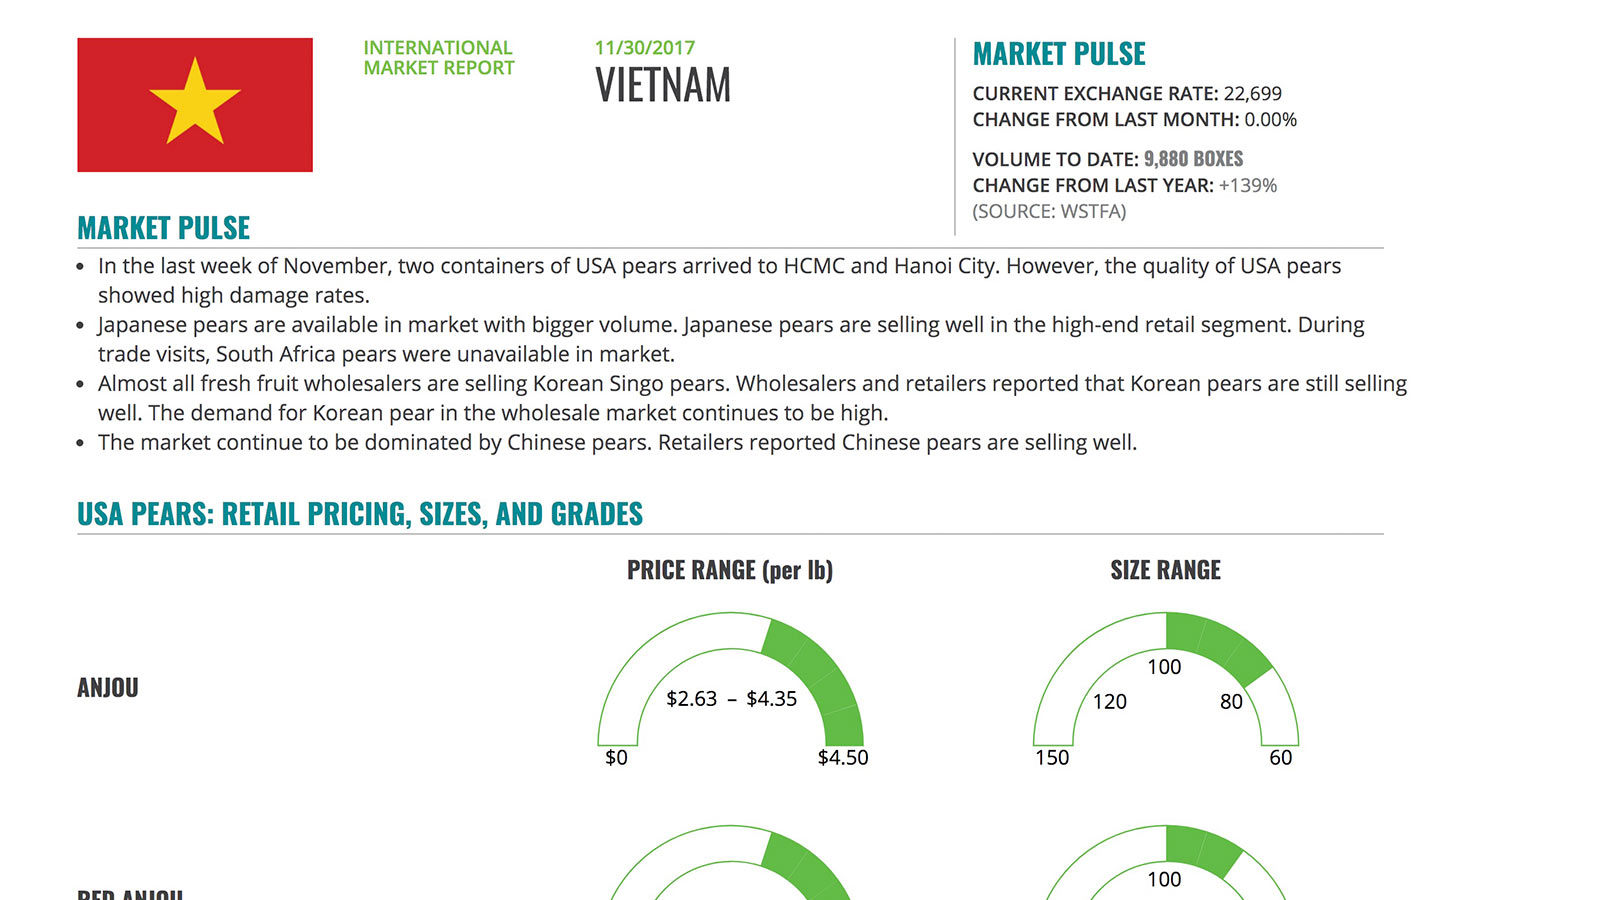 INTERNATIONAL
MARKET REPORT
11/30/2017
VIETNAM
MARKET PULSE
CURRENT EXCHANGE RATE: 22,699
CHANGE FROM LAST MONTH: 0.00%
VOLUME TO DATE: 9,880 BOXES
CHANGE FROM LAST YEAR: +139%
(SOURCE: WSTFA)
MARKET PULSE
• In the last week of November, two containers of USA pears arrived to HCMC and Hanoi City. However, the quality of USA pears
showed high damage rates.
• Japanese pears are available in market with bigger volume. Japanese pears are selling well in the high-end retail segment. During
trade visits, South Africa pears were unavailable in market.
• Almost all fresh fruit wholesalers are selling Korean Singo pears. Wholesalers and retailers reported that Korean pears are still selling
well. The demand for Korean pear in the wholesale market continues to be high.
• The market continue to be dominated by Chinese pears. Retailers reported Chinese pears are selling well.
USA PEARS: RETAIL PRICING, SIZES, AND GRADES
PRICE RANGE (per lb)
SIZE RANGE
ANJOU
$2.63 – $4.35
$0
$4.50
100
120
80
150
60
RED ANJOU
100